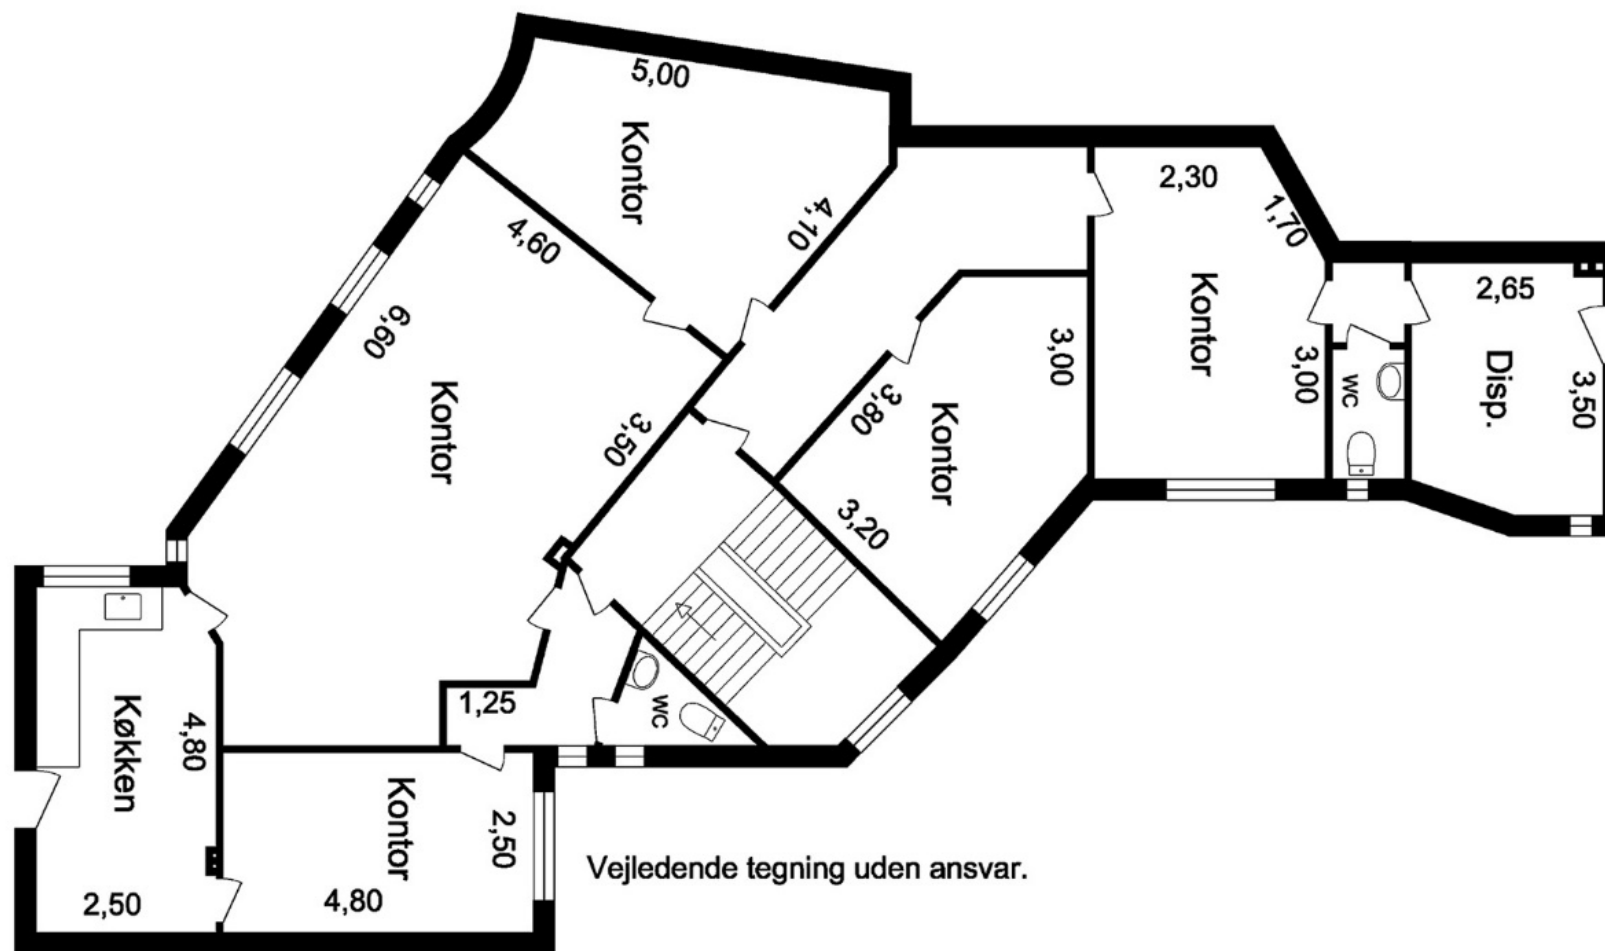 5,00
Kontor
4,10
4,60
6,60
Kontor
3,50
2,30
1,70
Kontor
3,00
3,00
3,80
Kontor
3,20
WC
2,65
Disp.
3,50
1,25
WC
Køkken
4,80
2,50
Kontor
2,50
4,80
Vejledende tegning uden ansvar.